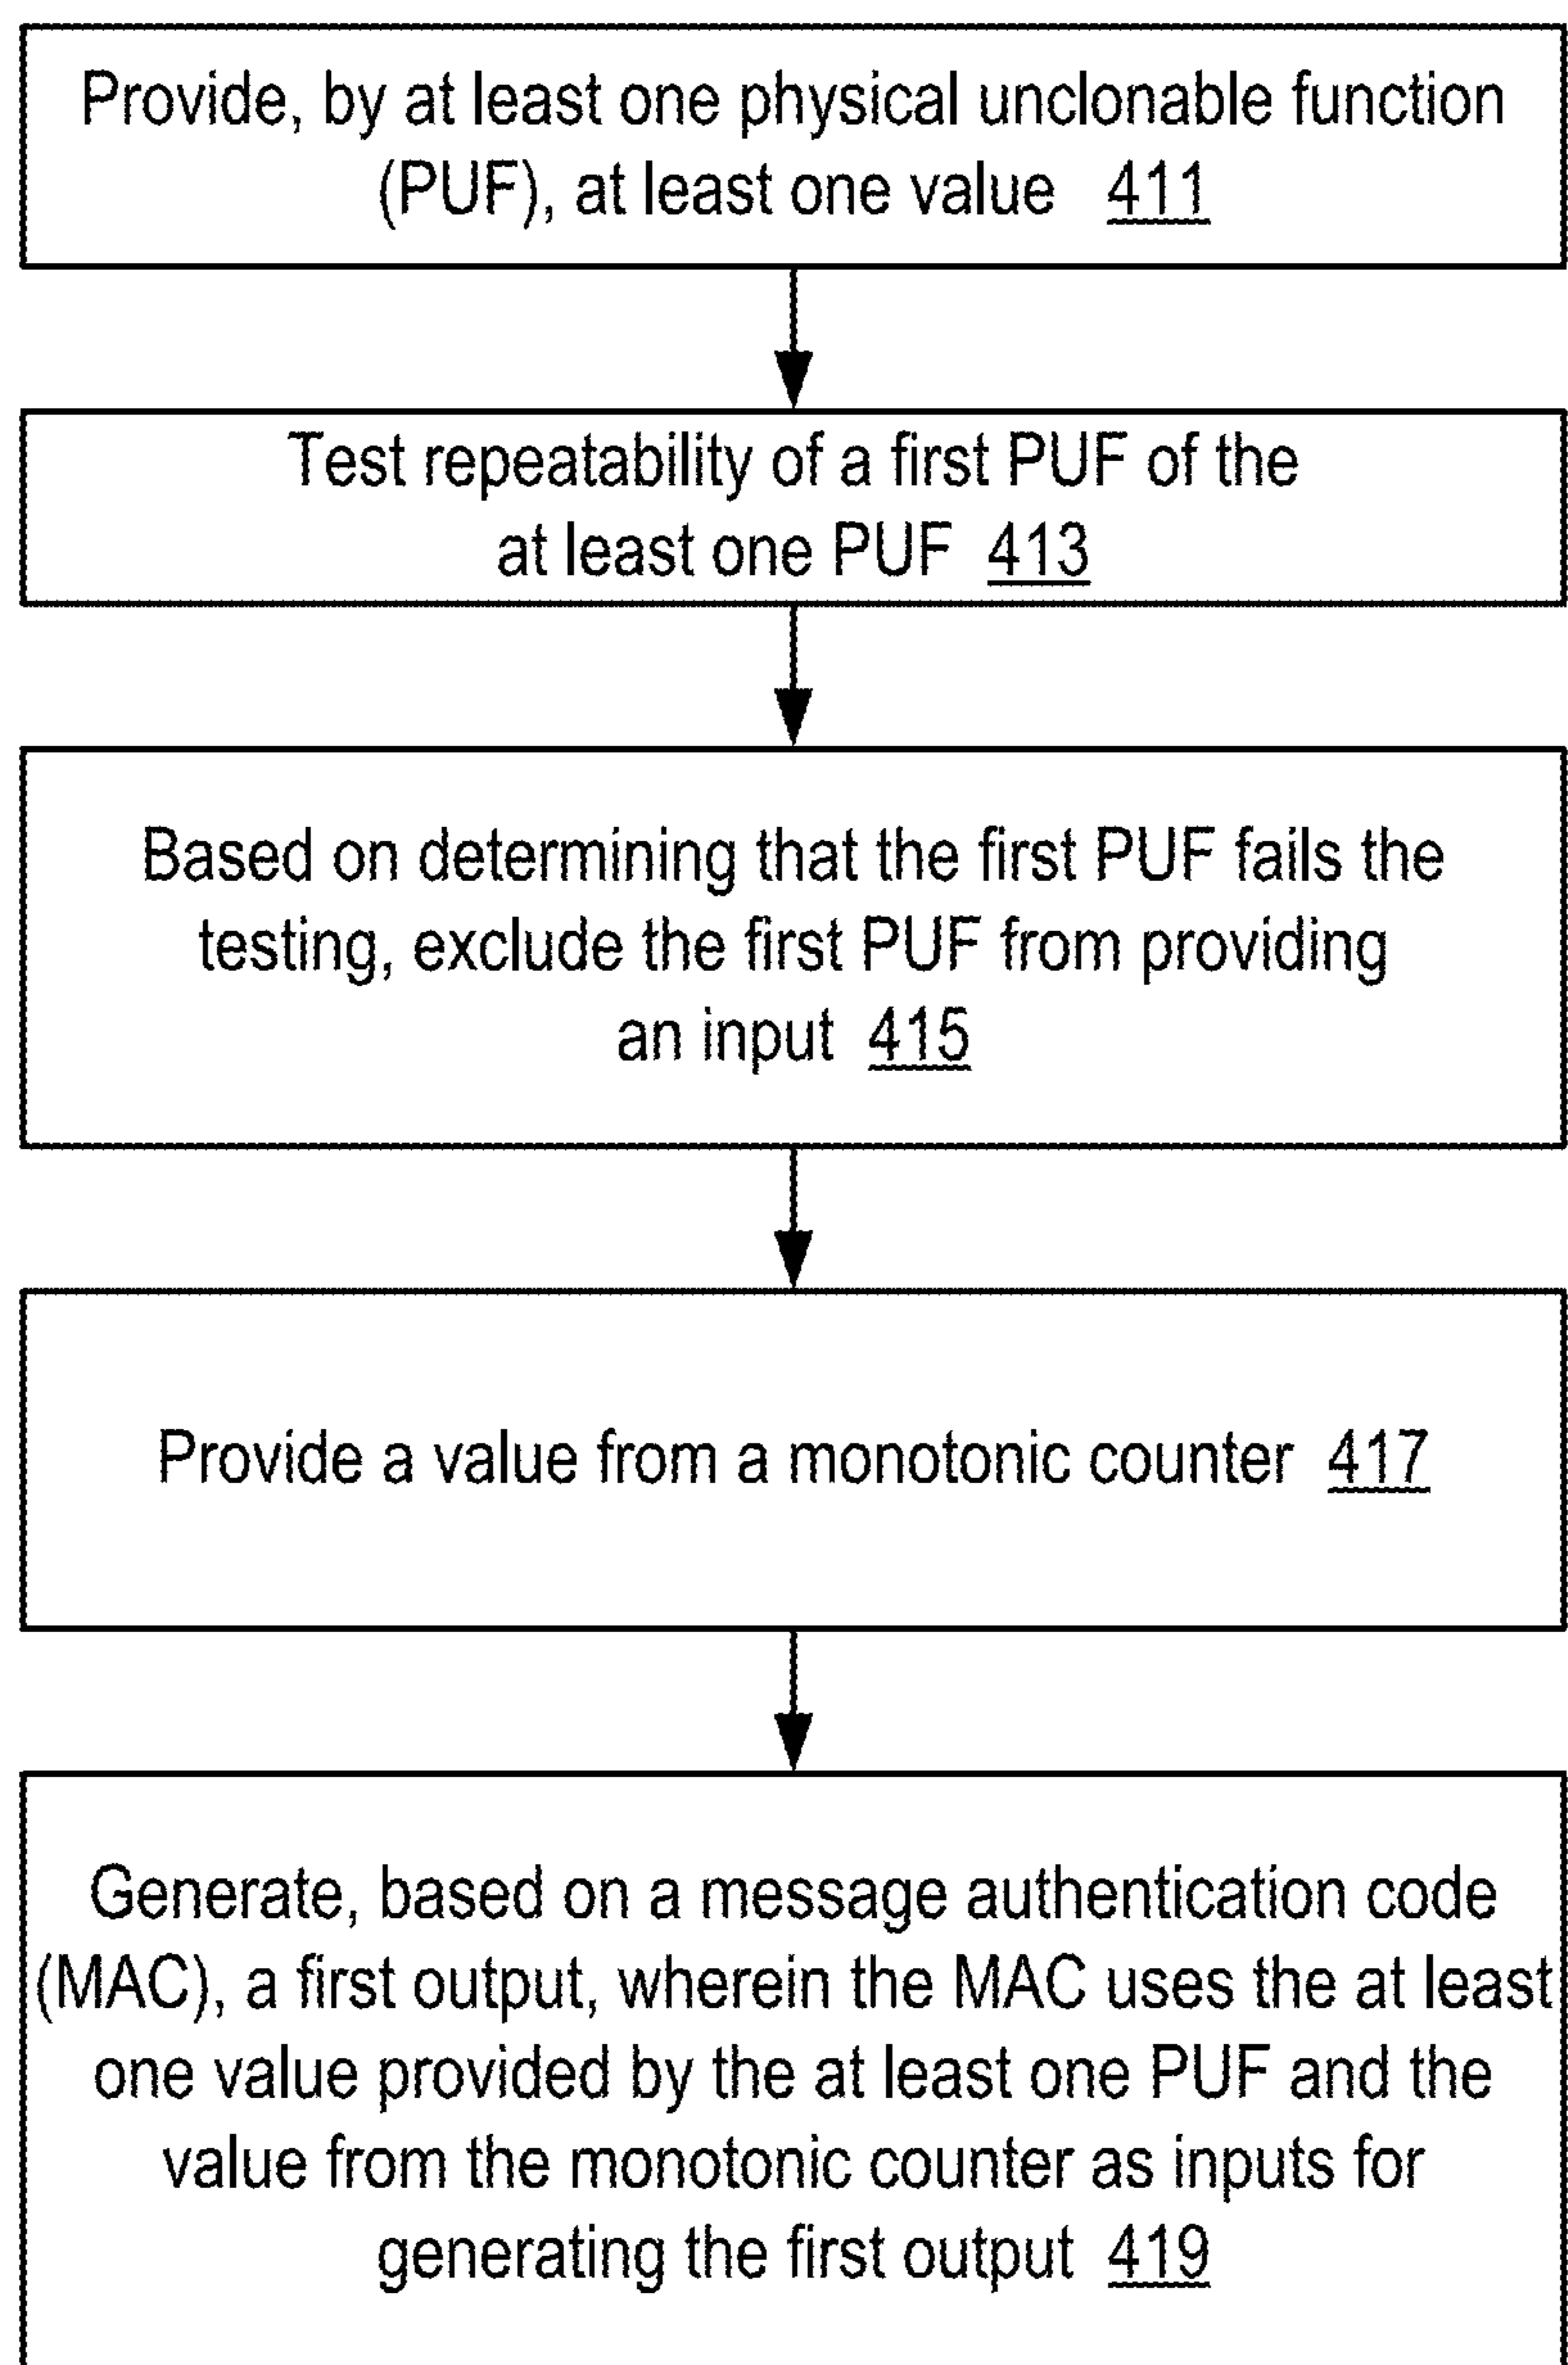 Provide, by at least one physical unclonable function
(PUF), at least one value 411
Test repeatability of a first PUF of the
at least one PUF 413
Based on determining that the first PUF fails the
testing, exclude the first PUF from providing
an input 415
Provide a value from a monotonic counter 417
Generate, based on a message authentication code
(MAC), a first output, wherein the MAC uses the at least
one value provided by the at least one PUF and the
value from the monotonic counter as inputs for
generating the first output 419